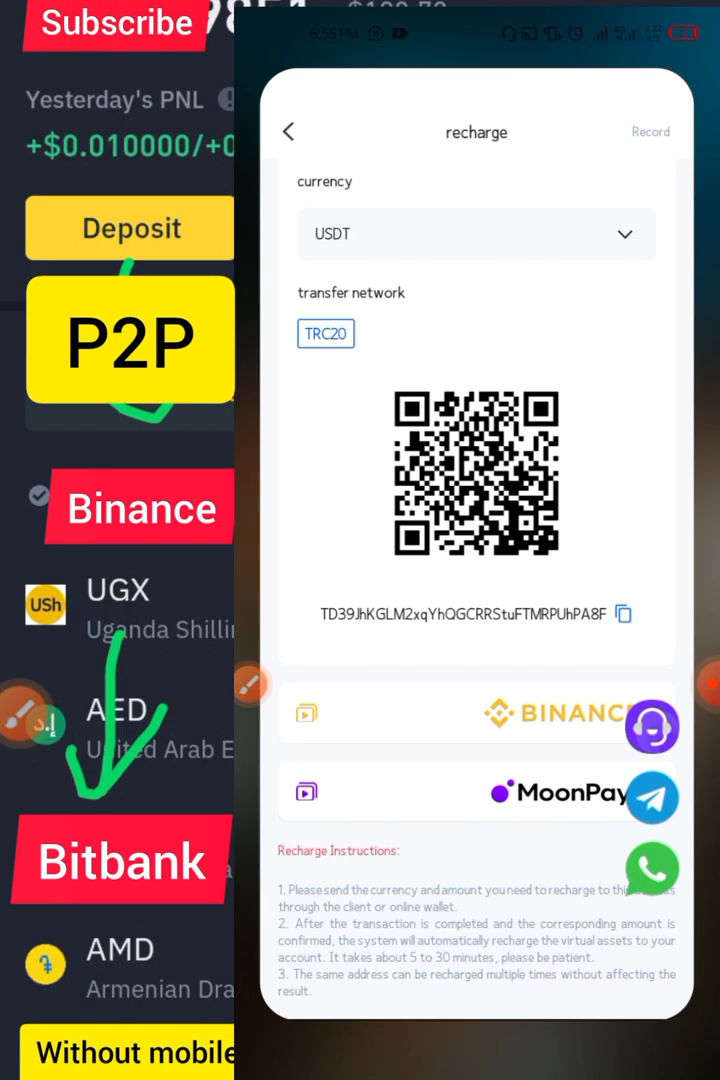 Subscribe
Yesterday's PNL
+$0.010000/+0
Deposit
P2P
Binance
USh
UGX
Uganda Shilli
إ.د
AED
United Arab E
Bitbank
AMD
Armenian Dra
Without mobile
6:55 PM
recharge
Record
currency
USDT
transfer network
TRC20
TD39JhKGLM2xqYhQGCRRStuFTMRPUhPA8F
BINANCE
MoonPay
Recharge Instructions:
1. Please send the currency and amount you need to recharge to this
through the client or online wallet.
2. After the transaction is completed and the corresponding amount is
confirmed, the system will automatically recharge the virtual assets to your
account. It takes about 5 to 30 minutes, please be patient.
3. The same address can be recharged multiple times without affecting the
result.